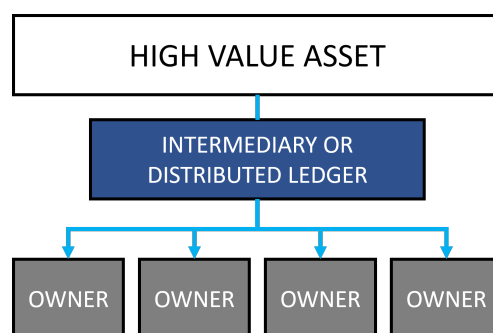 HIGH VALUE ASSET
INTERMEDIARY OR
DISTRIBUTED LEDGER
OWNER OWNER OWNER OWNER